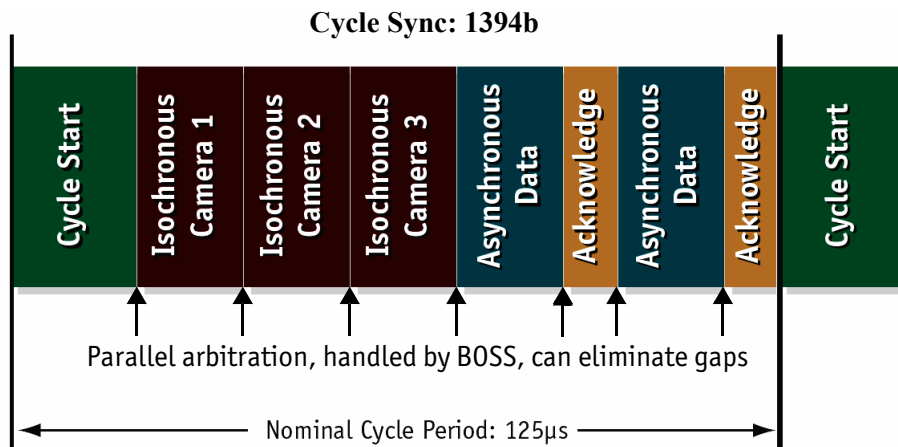 Cycle Sync: 1394b
Cycle Start
Isochronous
Camera 1
Isochronous
Camera 2
Isochronous
Camera 3
Asynchronous
Data
Acknowledge
Asynchronous
Data
Acknowledge
Cycle Start
Parallel arbitration, handled by BOSS, can eliminate gaps
Nominal Cycle Period: 125µs